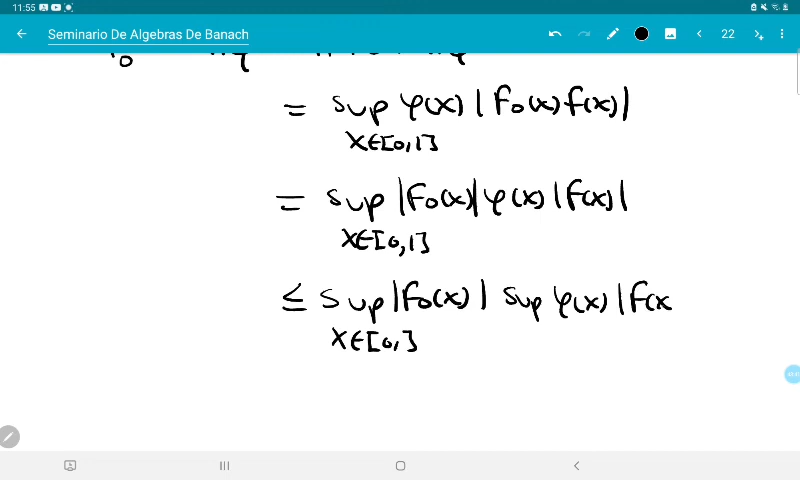 11:55
Seminario De Algebras De Banach
22
= sup φ(x) | f₀(x) f(x) |
x∈[0,1]
= sup |f₀(x)| φ(x) |f(x)|
x∈[0,1]
≤ sup |f₀(x)| sup φ(x) |f(x
x∈[0,]